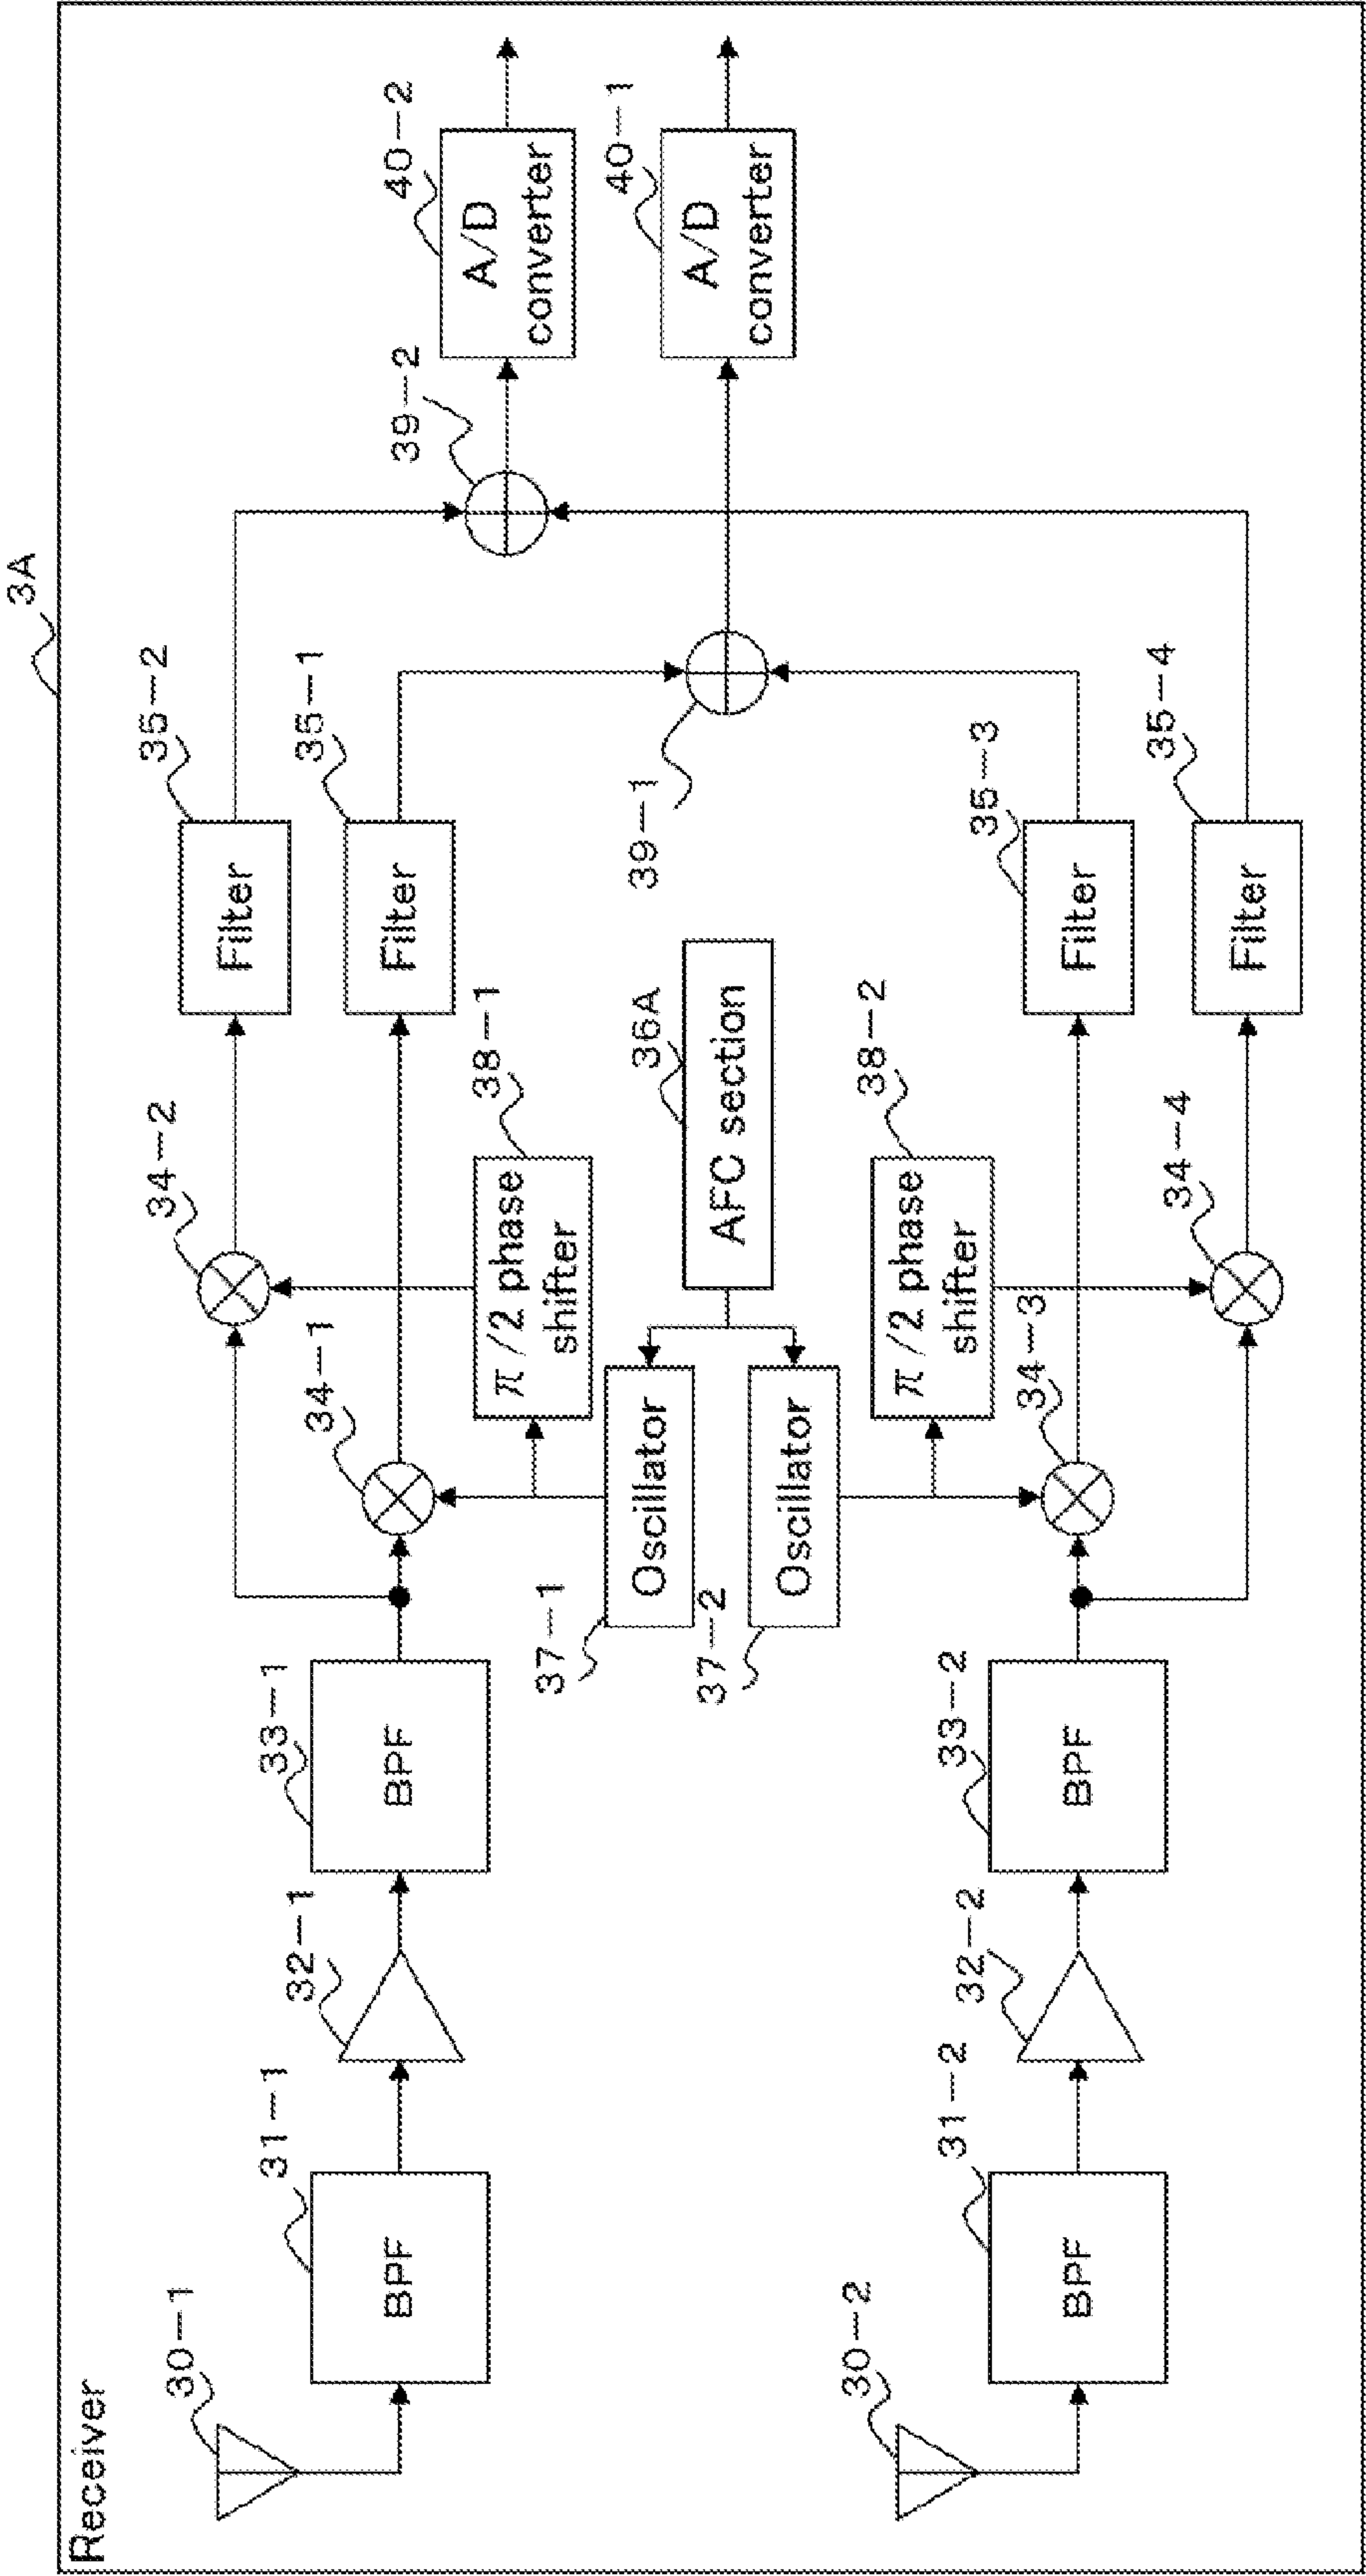 Receiver
3A
30-1
31-1
BPF
32-1
33-1
BPF
34-1
34-2
35-2
Filter
35-1
Filter
38-1
π/2 phase
shifter
37-1
Oscillator
36A
AFC section
37-2
Oscillator
38-2
π/2 phase
shifter
39-1
39-2
40-2
A/D
converter
40-1
A/D
converter
30-2
31-2
BPF
32-2
33-2
BPF
34-3
34-4
35-3
Filter
35-4
Filter